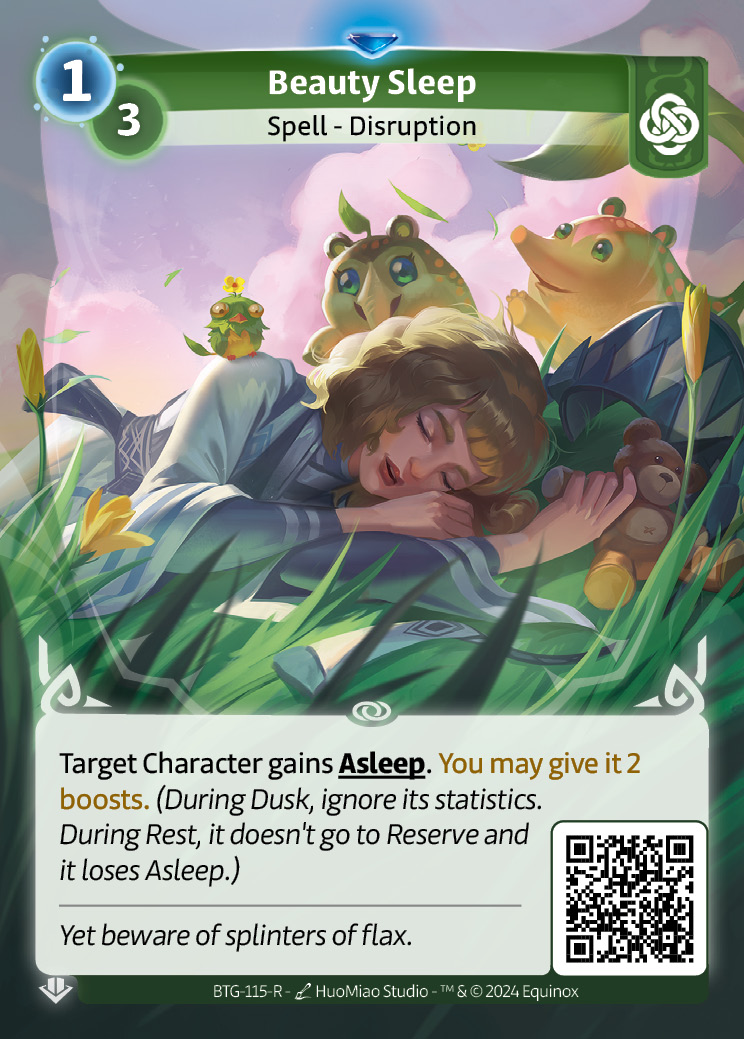 1
Beauty Sleep
3
Spell - Disruption
Target Character gains Asleep. You may give it 2
boosts. (During Dusk, ignore its statistics.
During Rest, it doesn't go to Reserve and
it loses Asleep.)
Yet beware of splinters of flax.
BTG-115-R - HuoMiao Studio - ™ & © 2024 Equinox